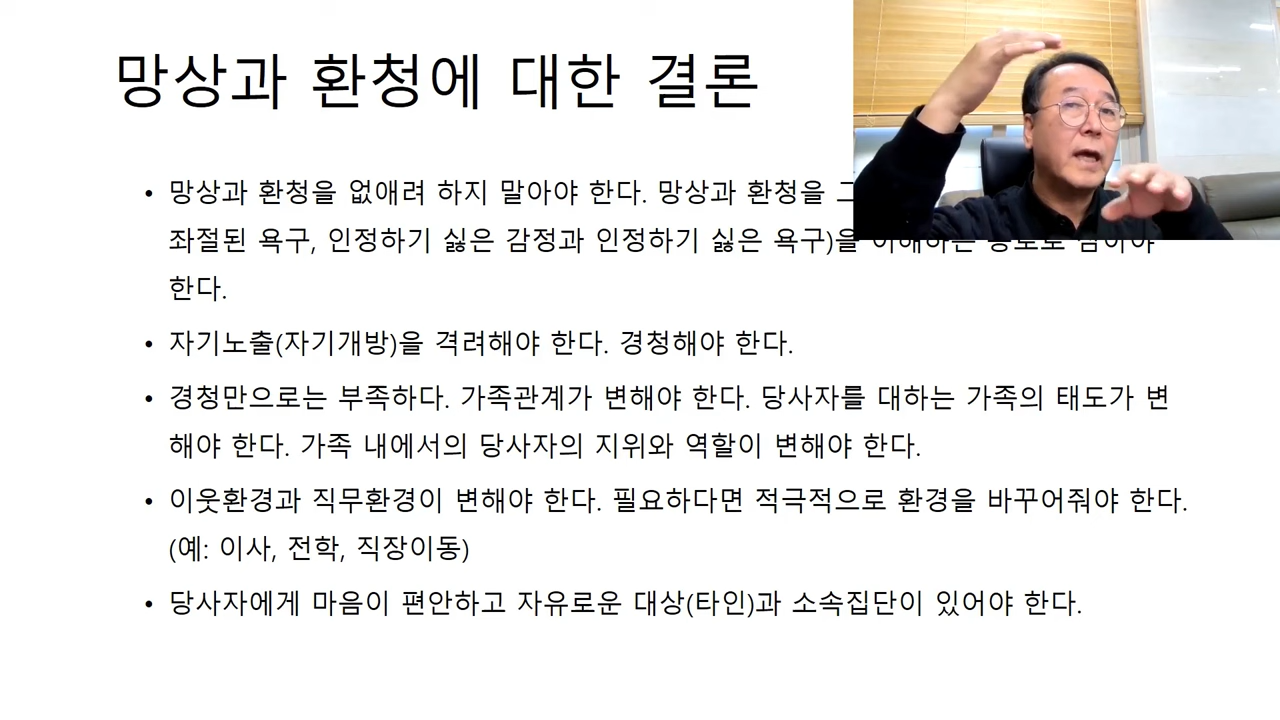 망상과 환청에 대한 결론
• 망상과 환청을 없애려 하지 말아야 한다. 망상과 환청을
좌절된 욕구, 인정하기 싫은 감정과 인정하기 싫은 욕구)을
한다.
• 자기노출(자기개방)을 격려해야 한다. 경청해야 한다.
• 경청만으로는 부족하다. 가족관계가 변해야 한다. 당사자를 대하는 가족의 태도가 변
해야 한다. 가족 내에서의 당사자의 지위와 역할이 변해야 한다.
• 이웃환경과 직무환경이 변해야 한다. 필요하다면 적극적으로 환경을 바꾸어줘야 한다.
(예: 이사, 전학, 직장이동)
• 당사자에게 마음이 편안하고 자유로운 대상(타인)과 소속집단이 있어야 한다.